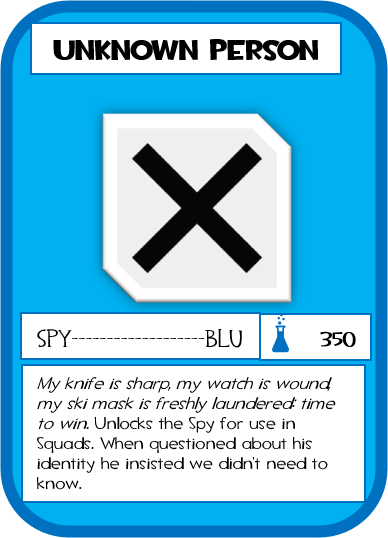 UNKNOWN PERSON
SPY-------------------BLU
350
My knife is sharp, my watch is wound,
my ski mask is freshly laundered: time
to win. Unlocks the Spy for use in
Squads. When questioned about his
identity he insisted we didn't need to
know.